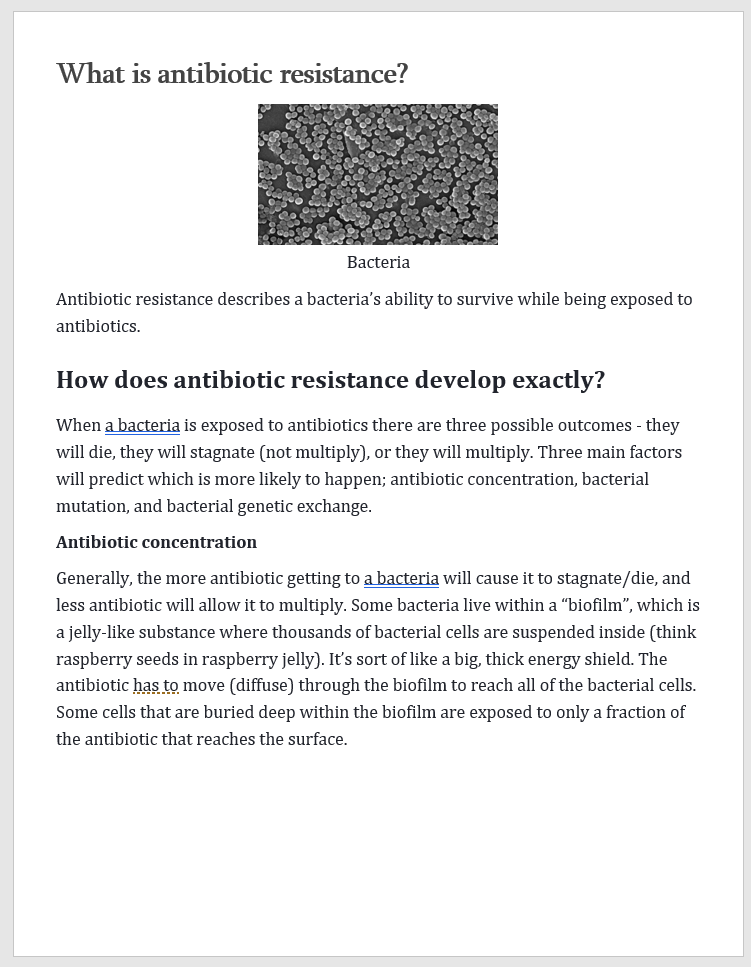 What is antibiotic resistance?
Bacteria
Antibiotic resistance describes a bacteria’s ability to survive while being exposed to
antibiotics.
How does antibiotic resistance develop exactly?
When a bacteria is exposed to antibiotics there are three possible outcomes - they
will die, they will stagnate (not multiply), or they will multiply. Three main factors
will predict which is more likely to happen; antibiotic concentration, bacterial
mutation, and bacterial genetic exchange.
Antibiotic concentration
Generally, the more antibiotic getting to a bacteria will cause it to stagnate/die, and
less antibiotic will allow it to multiply. Some bacteria live within a “biofilm”, which is
a jelly-like substance where thousands of bacterial cells are suspended inside (think
raspberry seeds in raspberry jelly). It’s sort of like a big, thick energy shield. The
antibiotic has to move (diffuse) through the biofilm to reach all of the bacterial cells.
Some cells that are buried deep within the biofilm are exposed to only a fraction of
the antibiotic that reaches the surface.